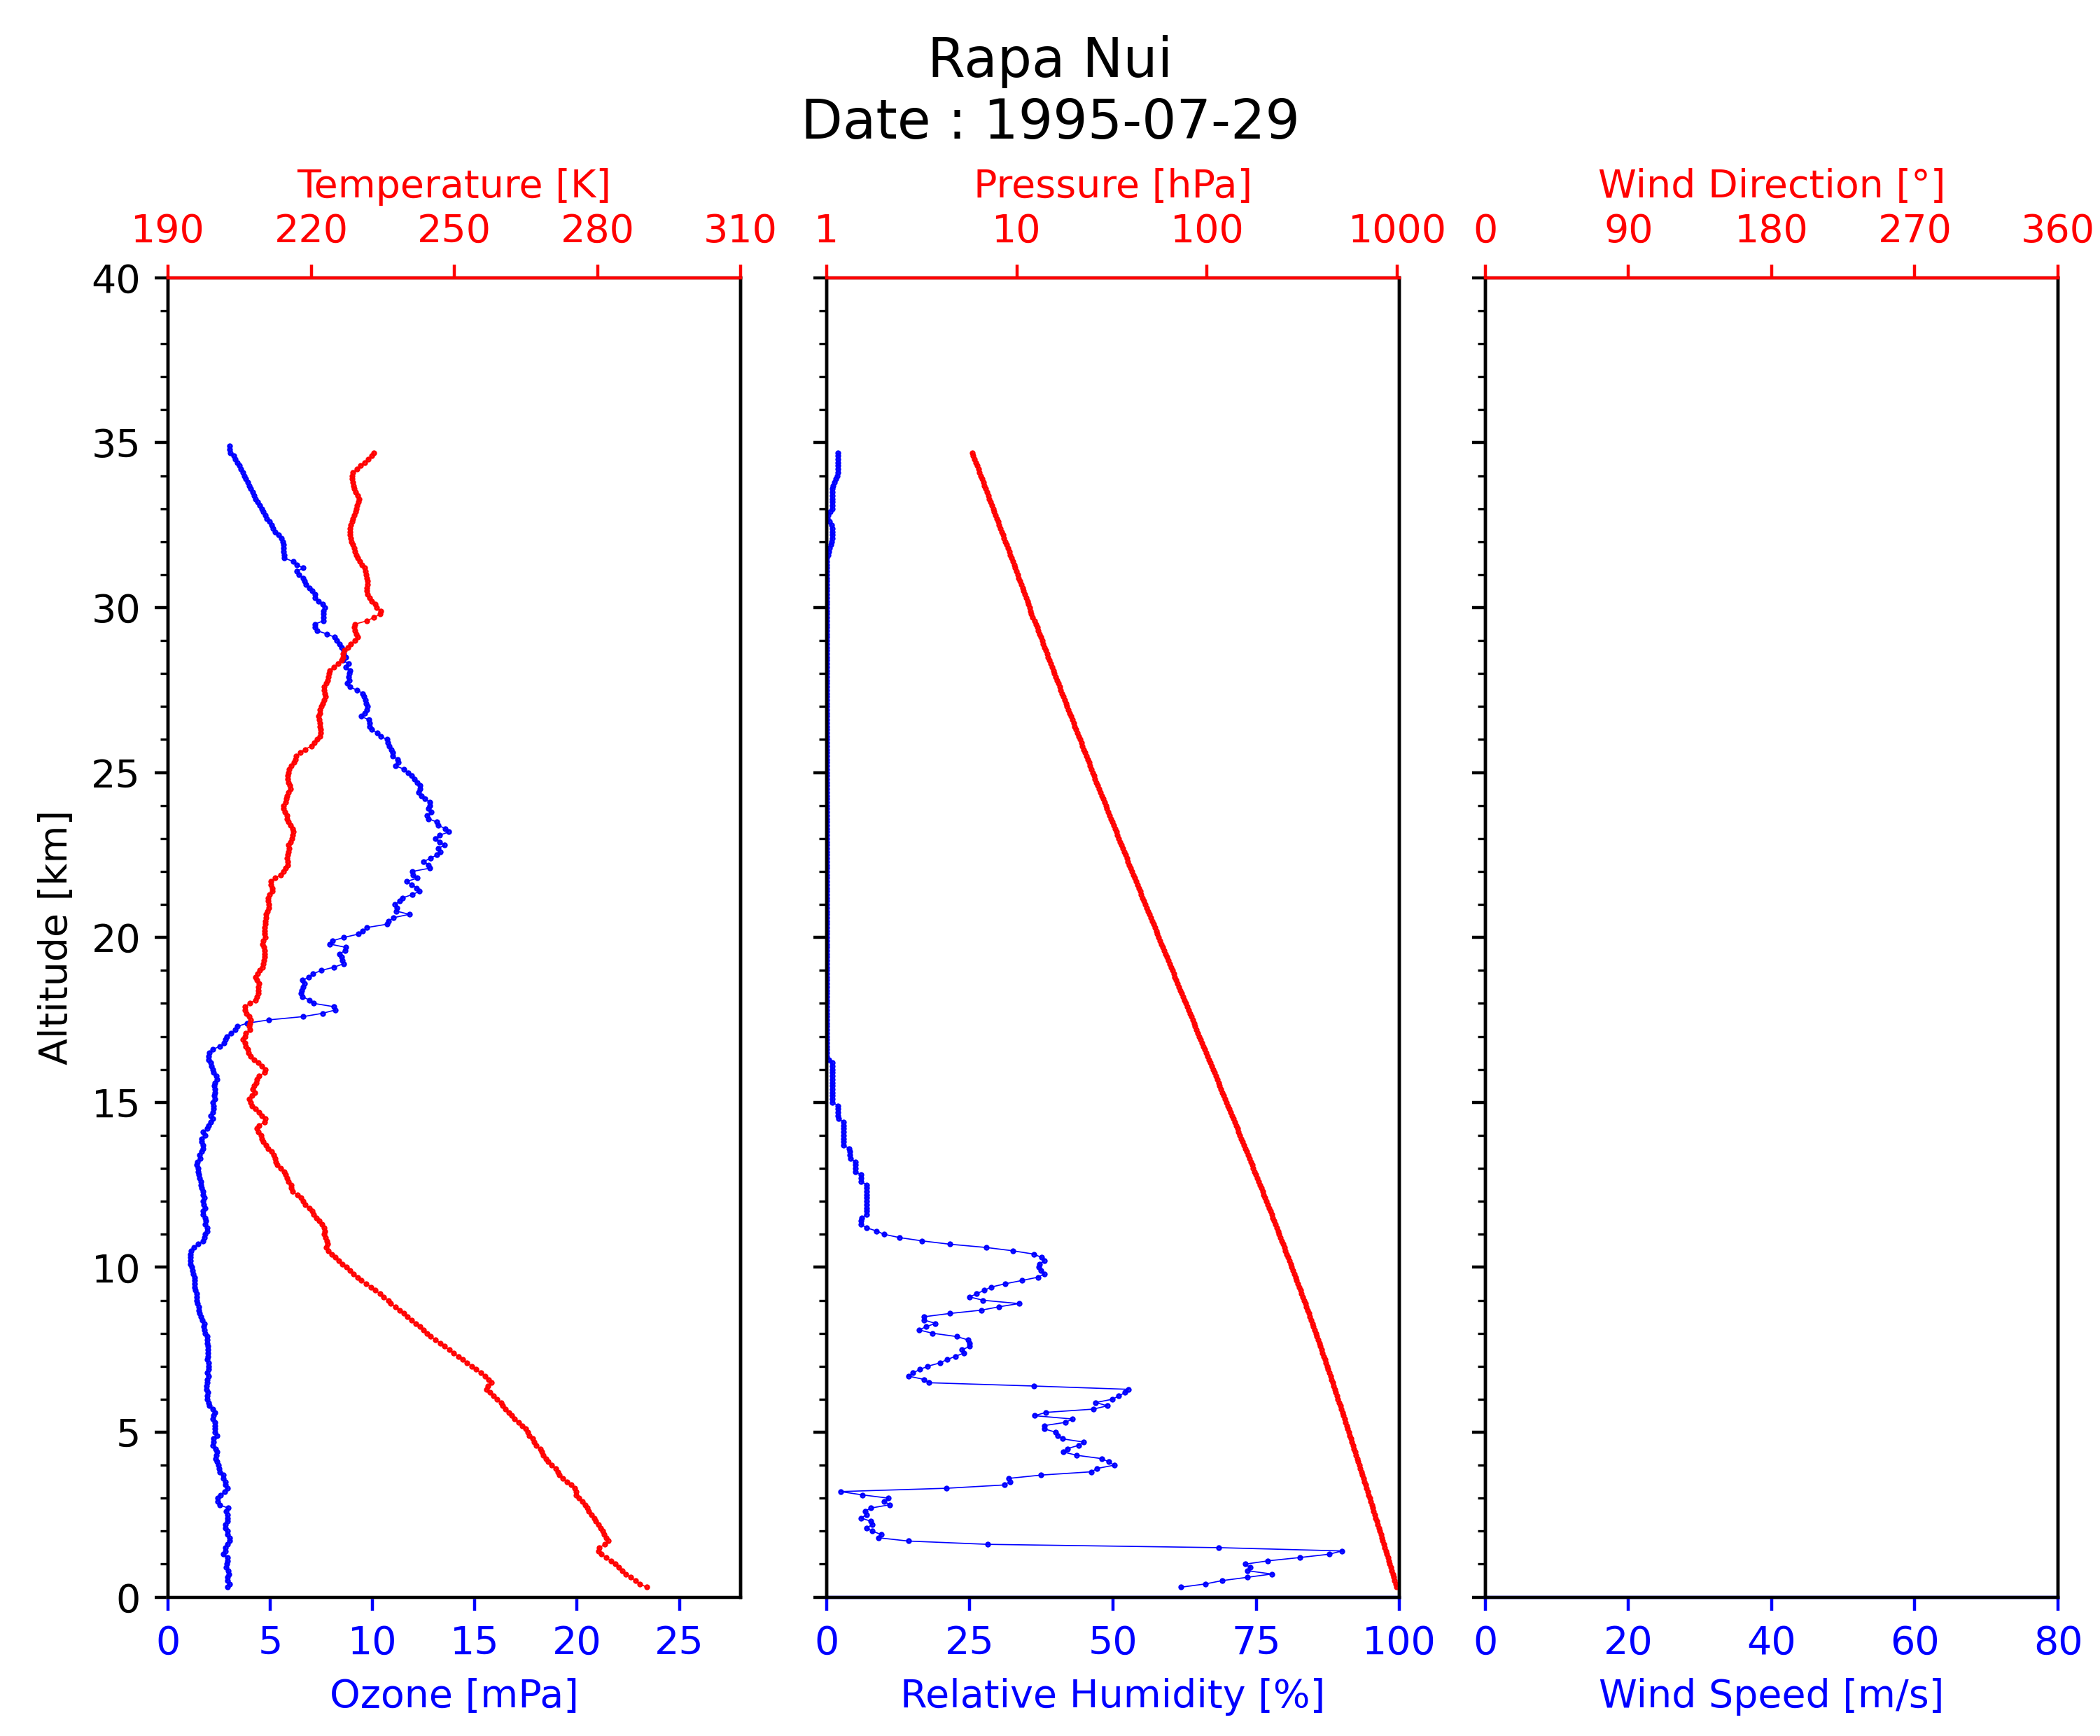 Rapa Nui
Date : 1995-07-29
Temperature [K]
190 220 250 280 310
Pressure [hPa]
1 10 100 1000
Wind Direction [°]
0 90 180 270 360
Altitude [km]
40
35
30
25
20
15
10
5
0
0 5 10 15 20 25
Ozone [mPa]
0 25 50 75 100
Relative Humidity [%]
0 20 40 60 80
Wind Speed [m/s]